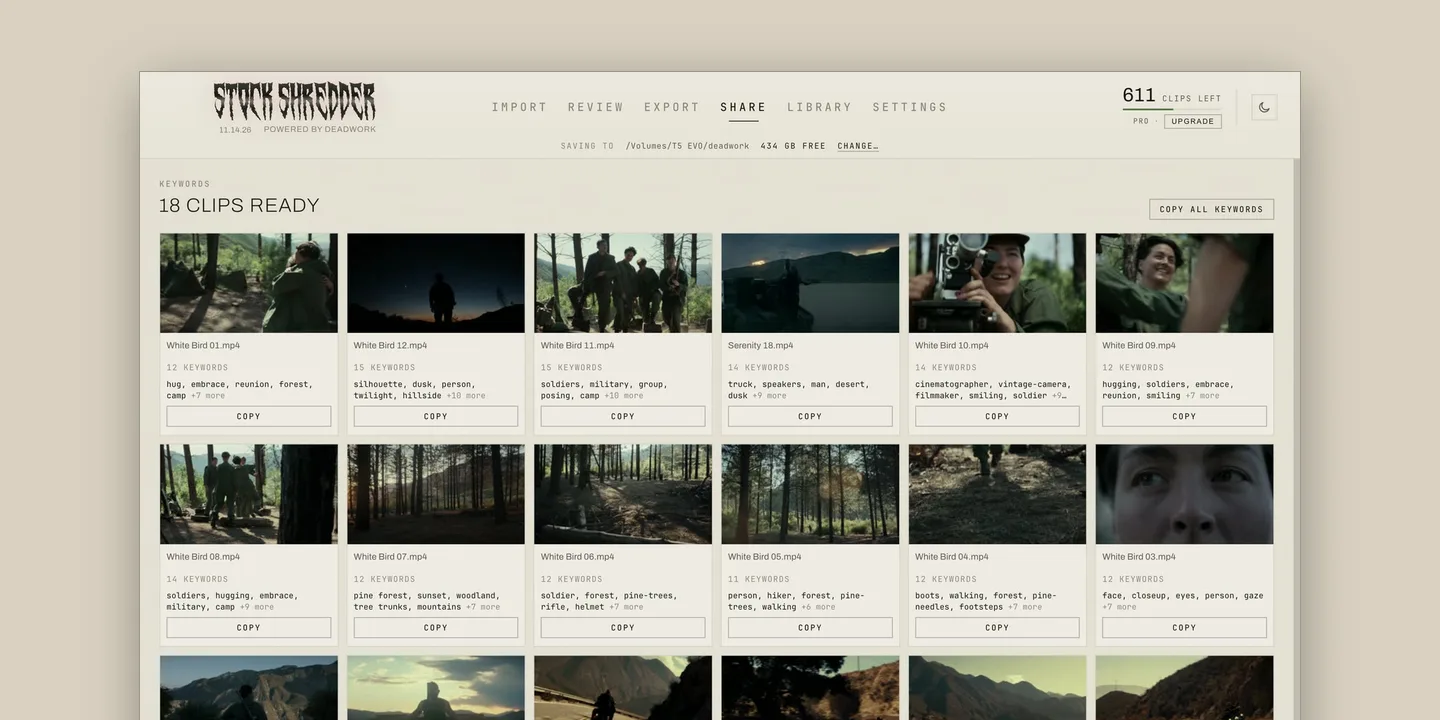 STOCK SHREDDER
11.14.26 POWERED BY DEADWORK
IMPORT REVIEW EXPORT SHARE LIBRARY SETTINGS
611 CLIPS LEFT
PRO · UPGRADE
SAVING TO /Volumes/T5 EVO/deadwork 434 GB FREE CHANGE…
KEYWORDS
18 CLIPS READY
COPY ALL KEYWORDS
White Bird 01.mp4
12 KEYWORDS
hug, embrace, reunion, forest,
camp +7 more
COPY
White Bird 12.mp4
15 KEYWORDS
silhouette, dusk, person,
twilight, hillside +10 more
COPY
White Bird 11.mp4
15 KEYWORDS
soldiers, military, group,
posing, camp +10 more
COPY
Serenity 18.mp4
14 KEYWORDS
truck, speakers, man, desert,
dusk +9 more
COPY
White Bird 10.mp4
14 KEYWORDS
cinematographer, vintage-camera,
filmmaker, smiling, soldier +9…
COPY
White Bird 09.mp4
12 KEYWORDS
hugging, soldiers, embrace,
reunion, smiling +7 more
COPY
White Bird 08.mp4
14 KEYWORDS
soldiers, hugging, embrace,
military, camp +9 more
COPY
White Bird 07.mp4
12 KEYWORDS
pine forest, sunset, woodland,
tree trunks, mountains +7 more
COPY
White Bird 06.mp4
12 KEYWORDS
soldier, forest, pine-trees,
rifle, helmet +7 more
COPY
White Bird 05.mp4
11 KEYWORDS
person, hiker, forest, pine-
trees, walking +6 more
COPY
White Bird 04.mp4
12 KEYWORDS
boots, walking, forest, pine-
needles, footsteps +7 more
COPY
White Bird 03.mp4
12 KEYWORDS
face, closeup, eyes, person, gaze
+7 more
COPY